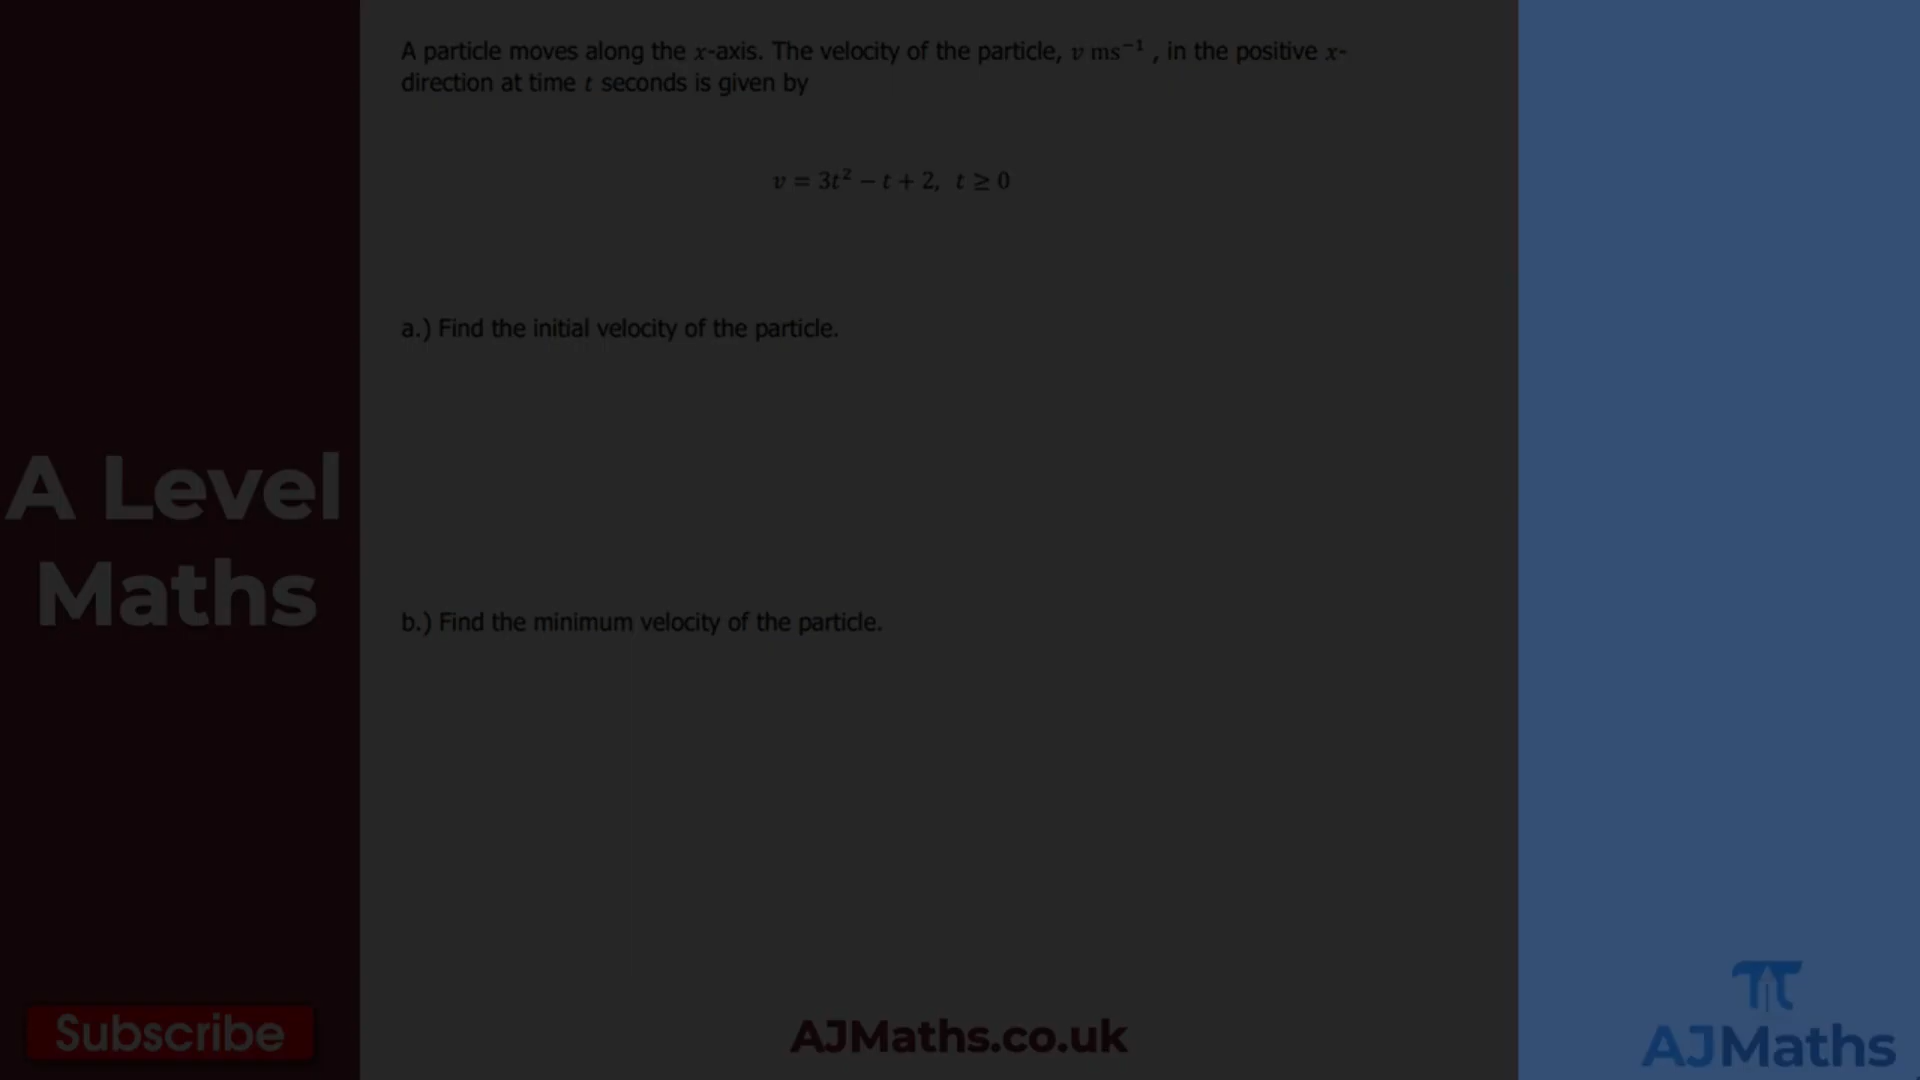 A particle moves along the x-axis. The velocity of the particle, v ms⁻¹ , in the positive x-
direction at time t seconds is given by
v = 3t² − t + 2, t ≥ 0
a.) Find the initial velocity of the particle.
A Level
Maths
b.) Find the minimum velocity of the particle.
Subscribe
AJMaths.co.uk
AJMaths